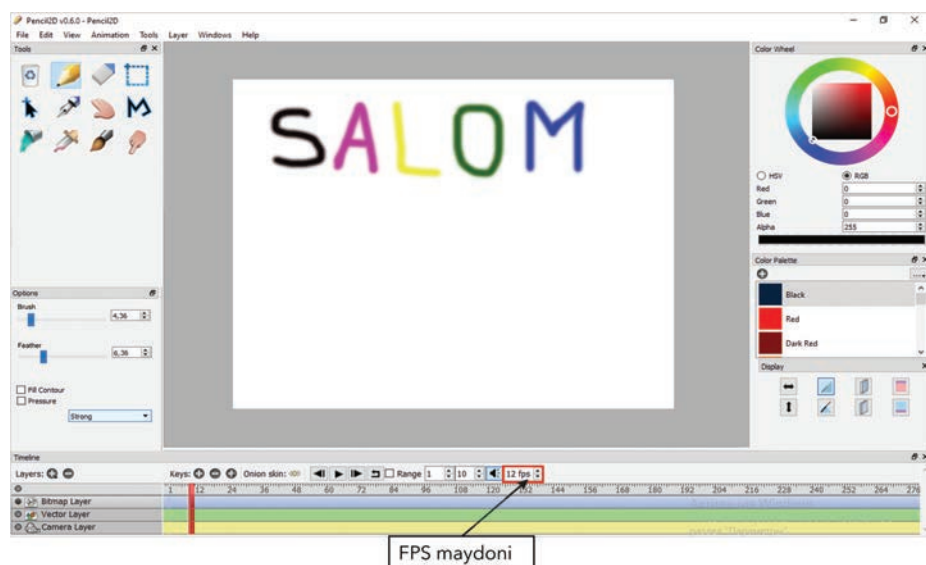 Pencil2D v0.6.0 - Pencil2D
File Edit View Animation Tools Layer Windows Help
Tools
SALOM
Color Wheel
HSV RGB
Red 0
Green 0
Blue 0
Alpha 255
Color Palette
Black
Red
Dark Red
Display
Options
Brush
4,36
Feather
6,36
Fill Contour
Pressure
Strong
Timeline
Layers: Keys: Onion skin: Range 1 10 12 fps
1 12 24 36 48 60 72 84 96 108 120 132 144 156 168 180 192 204 216 228 240 252 264 276
Bitmap Layer
Vector Layer
Camera Layer
FPS maydoni